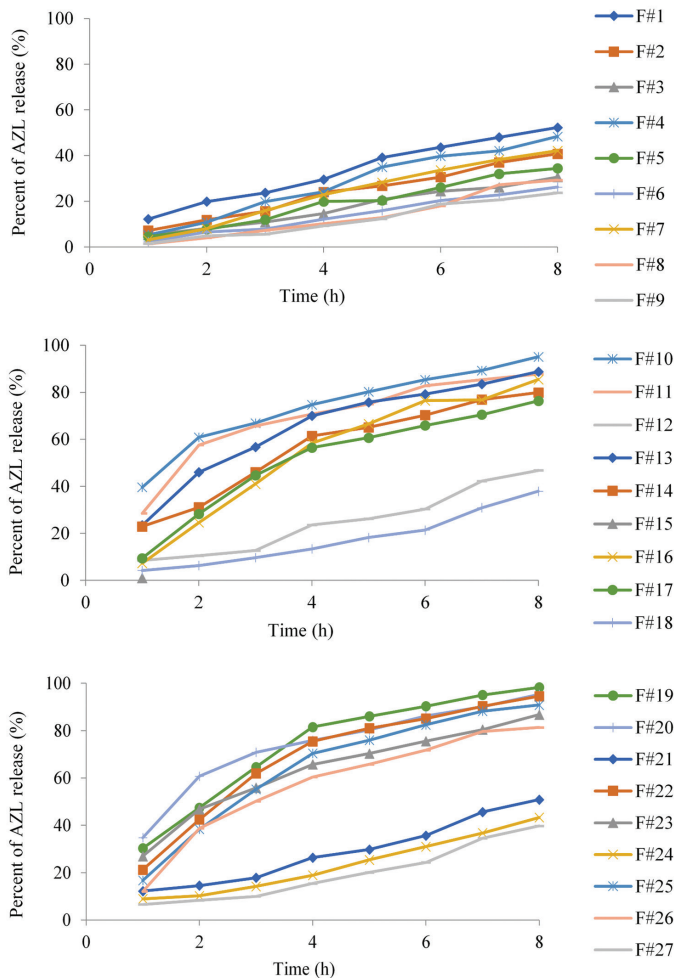 Percent of AZL release (%)
100
80
60
40
20
0
0
2
4
6
8
Time (h)
F#1
F#2
F#3
F#4
F#5
F#6
F#7
F#8
F#9
Percent of AZL release (%)
100
80
60
40
20
0
0
2
4
6
8
Time (h)
F#10
F#11
F#12
F#13
F#14
F#15
F#16
F#17
F#18
Percent of AZL release (%)
100
80
60
40
20
0
0
2
4
6
8
Time (h)
F#19
F#20
F#21
F#22
F#23
F#24
F#25
F#26
F#27